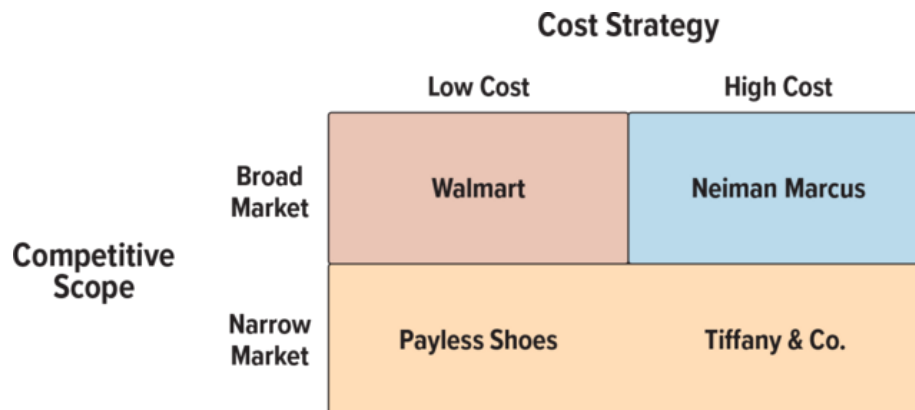 Cost Strategy
Low Cost
High Cost
Broad
Market
Walmart
Neiman Marcus
Competitive
Scope
Narrow
Market
Payless Shoes
Tiffany & Co.